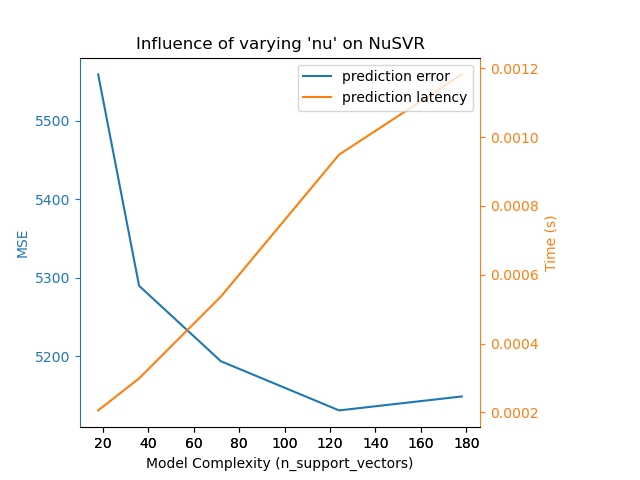 Influence of varying 'nu' on NuSVR
prediction error
prediction latency
MSE
5500
5400
5300
5200
0.0012
0.0010
0.0008
0.0006
0.0004
0.0002
Time (s)
20 40 60 80 100 120 140 160 180
Model Complexity (n_support_vectors)